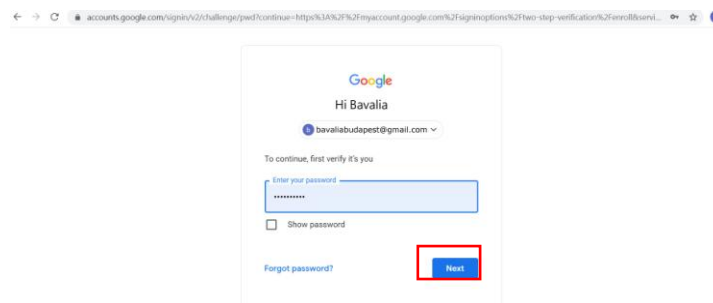 accounts.google.com/signin/v2/challenge/pwd?continue=https%3A%2F%2Fmyaccount.google.com%2Fsigninoptions%2Ftwo-step-verification%2Fenroll&servi...
Google
Hi Bavalia
b bavaliabudapest@gmail.com
To continue, first verify it's you
Enter your password
••••••••••
Show password
Forgot password? Next